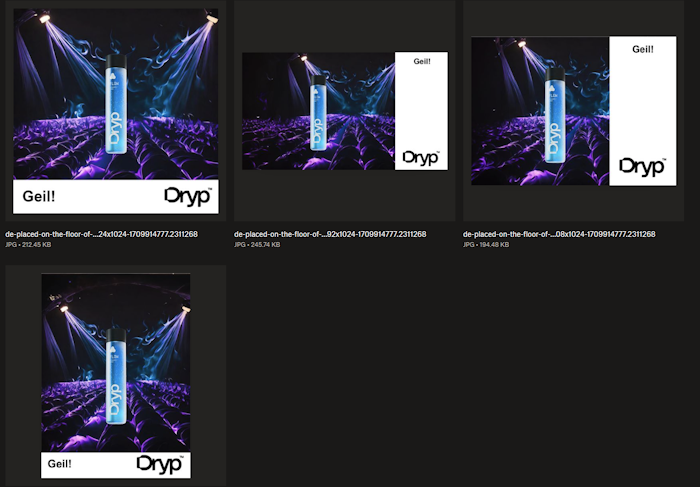 Dryp
Geil!
Dryp™
de-placed-on-the-floor-of-...24x1024-1709914777.2311268
JPG • 212.45 KB
Dryp
Geil!
Dryp™
de-placed-on-the-floor-of-...92x1024-1709914777.2311268
JPG • 245.74 KB
Dryp
Geil!
Dryp™
de-placed-on-the-floor-of-...08x1024-1709914777.2311268
JPG • 194.48 KB
Dryp
Geil!
Dryp™